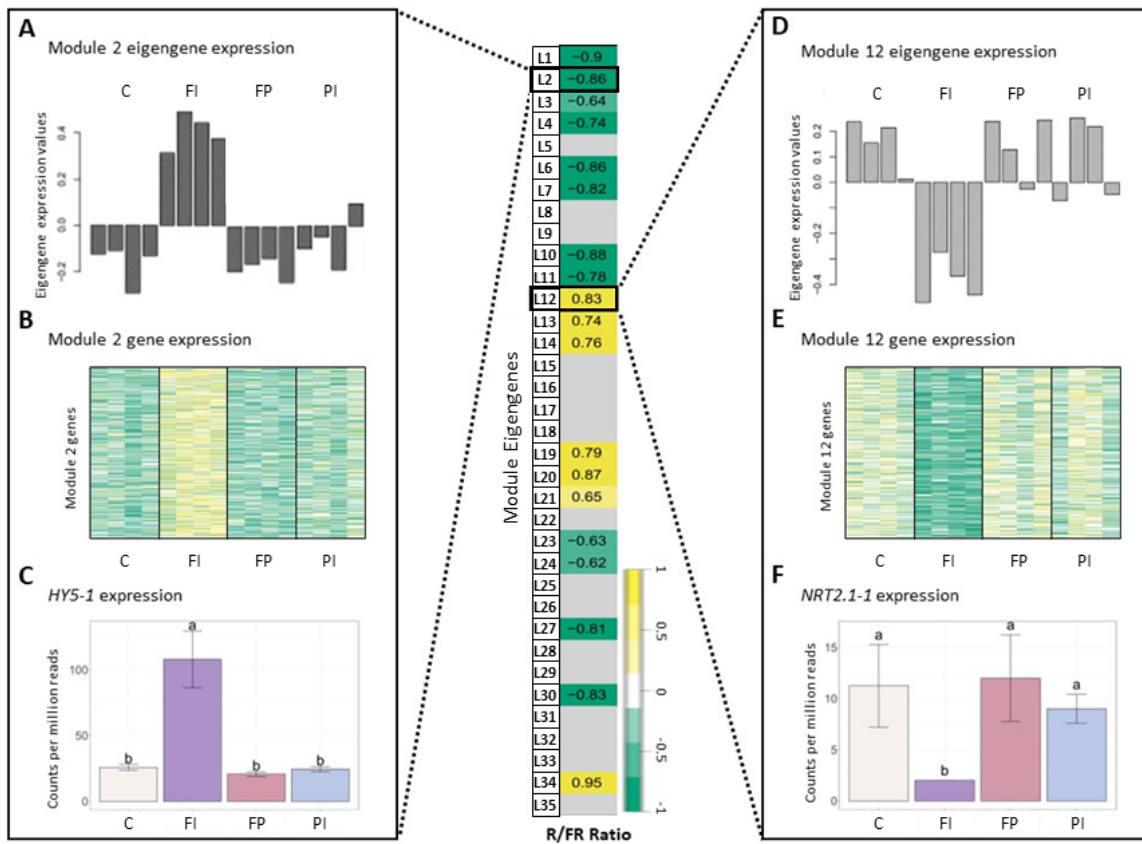 A
Module 2 eigengene expression
C FI FP PI
Eigengene expression values
0.4
0.2
0.0
−0.2
B
Module 2 gene expression
Module 2 genes
C FI FP PI
C
HY5-1 expression
Counts per million reads
100
50
0
b a b b
C FI FP PI
Module Eigengenes
L1 −0.9
L2 −0.86
L3 −0.64
L4 −0.74
L5
L6 −0.86
L7 −0.82
L8
L9
L10 −0.88
L11 −0.78
L12 0.83
L13 0.74
L14 0.76
L15
L16
L17
L18
L19 0.79
L20 0.87
L21 0.65
L22
L23 −0.63
L24 −0.62
L25
L26
L27 −0.81
L28
L29
L30 −0.83
L31
L32
L33
L34 0.95
L35
R/FR Ratio
1
0.5
0
-0.5
-1
D
Module 12 eigengene expression
C FI FP PI
Eigengene expression values
0.2
0.0
−0.2
−0.4
E
Module 12 gene expression
Module 12 genes
C FI FP PI
F
NRT2.1-1 expression
Counts per million reads
15
10
5
0
a b a a
C FI FP PI